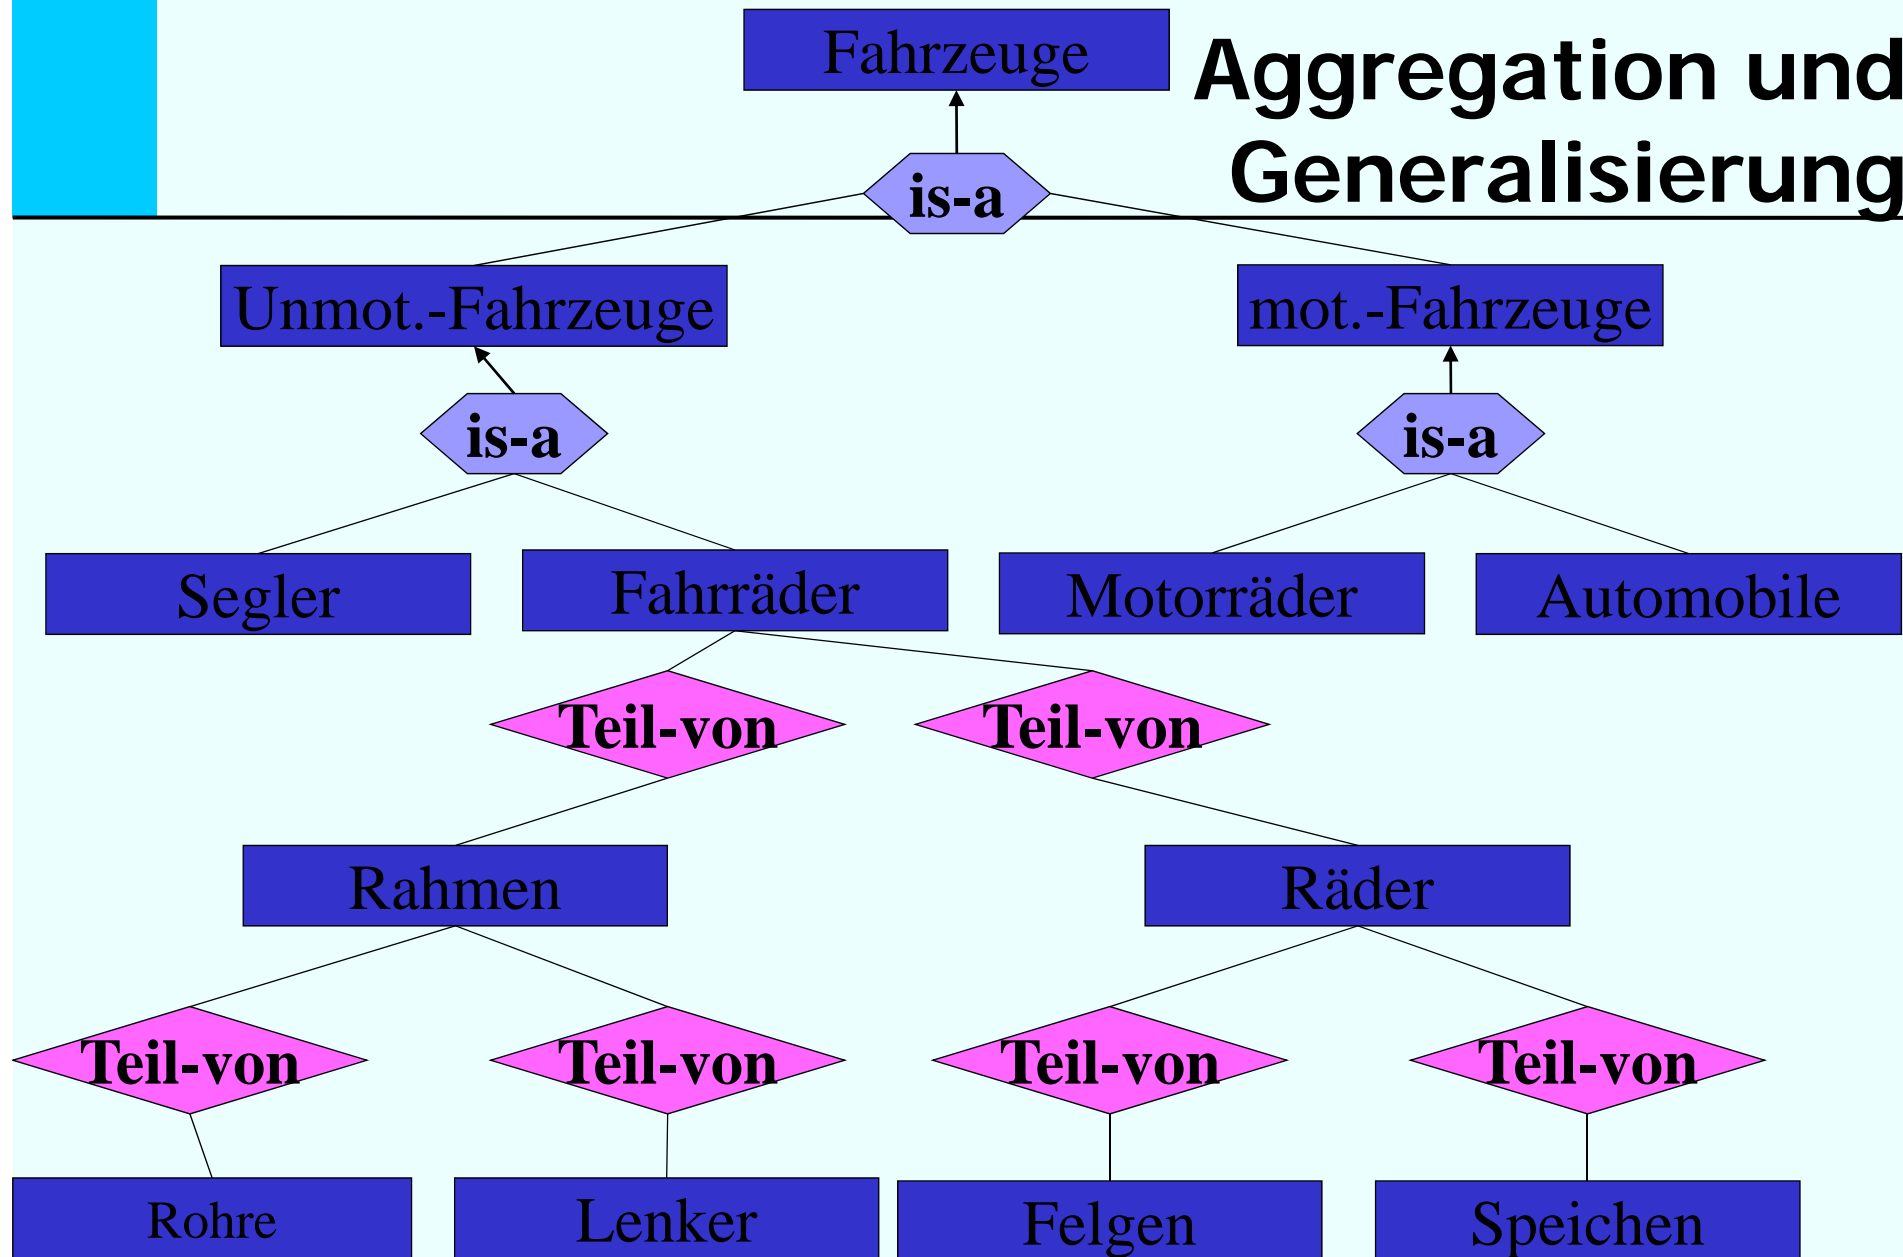 Fahrzeuge
Aggregation und
Generalisierung
is-a
Unmot.-Fahrzeuge
mot.-Fahrzeuge
is-a
is-a
Segler
Fahrräder
Motorräder
Automobile
Teil-von
Teil-von
Rahmen
Räder
Teil-von
Teil-von
Teil-von
Teil-von
Rohre
Lenker
Felgen
Speichen